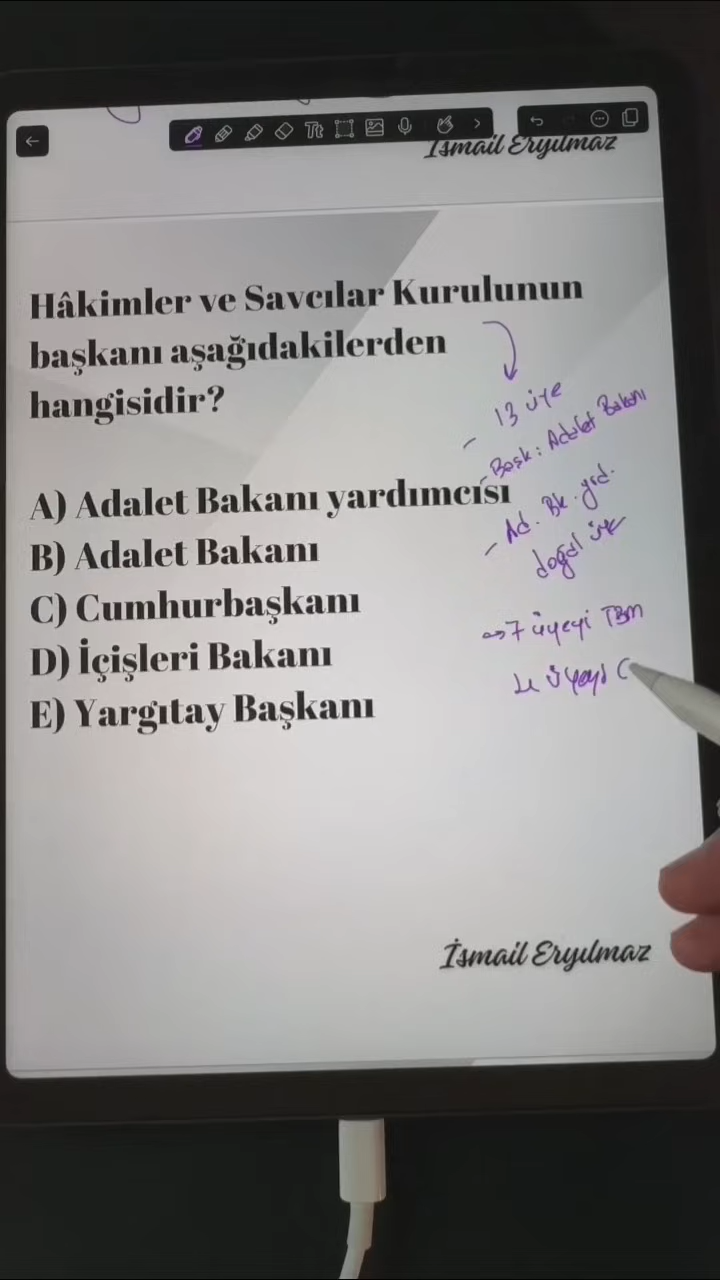 İsmail Eryılmaz
Hâkimler ve Savcılar Kurulunun
başkanı aşağıdakilerden
hangisidir?
- 13 üye
- Başk: Adalet Bakanı
- Ad. Bk. yrd.
doğal üye
⇒ 7 üyeyi TBM
4 üyeyi C
A) Adalet Bakanı yardımcısı
B) Adalet Bakanı
C) Cumhurbaşkanı
D) İçişleri Bakanı
E) Yargıtay Başkanı
İsmail Eryılmaz